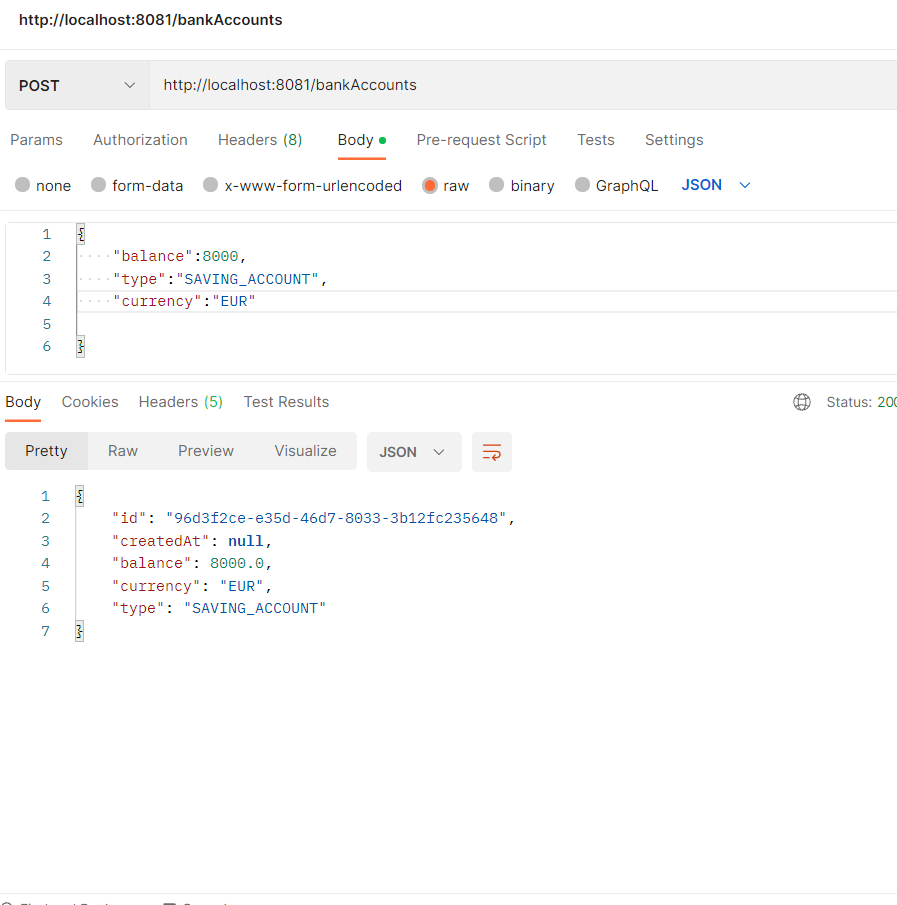 http://localhost:8081/bankAccounts
POST http://localhost:8081/bankAccounts
Params Authorization Headers (8) Body Pre-request Script Tests Settings
none form-data x-www-form-urlencoded raw binary GraphQL JSON
1 {
2 ····"balance":8000,
3 ····"type":"SAVING_ACCOUNT",
4 ····"currency":"EUR"
5
6 }
Body Cookies Headers (5) Test Results Status: 200
Pretty Raw Preview Visualize JSON
1 {
2 "id": "96d3f2ce-e35d-46d7-8033-3b12fc235648",
3 "createdAt": null,
4 "balance": 8000.0,
5 "currency": "EUR",
6 "type": "SAVING_ACCOUNT"
7 }